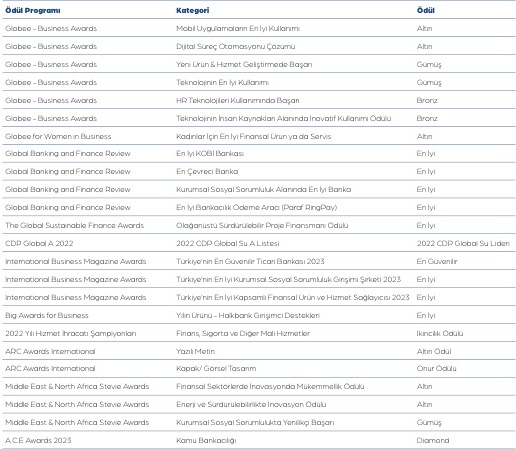 Ödül Programı Kategori Ödül
Globee - Business Awards Mobil Uygulamaların En İyi Kullanımı Altın
Globee - Business Awards Dijital Süreç Otomasyonu Çözümü Altın
Globee - Business Awards Yeni Ürün & Hizmet Geliştirmede Başarı Gümüş
Globee - Business Awards Teknolojinin En İyi Kullanımı Gümüş
Globee - Business Awards HR Teknolojileri Kullanımında Başarı Bronz
Globee - Business Awards Teknolojinin İnsan Kaynakları Alanında İnovatif Kullanımı Ödülü Bronz
Globee for Women in Business Kadınlar İçin En İyi Finansal Ürün ya da Servis Altın
Global Banking and Finance Review En İyi KOBİ Bankası En İyi
Global Banking and Finance Review En Çevreci Banka En İyi
Global Banking and Finance Review Kurumsal Sosyal Sorumluluk Alanında En İyi Banka En İyi
Global Banking and Finance Review En İyi Bankacılık Ödeme Aracı (Paraf RingPay) En İyi
The Global Sustainable Finance Awards Olağanüstü Sürdürülebilir Proje Finansmanı Ödülü En İyi
CDP Global A 2022 2022 CDP Global Su A Listesi 2022 CDP Global Su Lideri
International Business Magazine Awards Türkiye'nin En Güvenilir Ticari Bankası 2023 En Güvenilir
International Business Magazine Awards Türkiye'nin En İyi Kurumsal Sosyal Sorumluluk Girişimi Şirketi 2023 En İyi
International Business Magazine Awards Türkiye'nin En İyi Kapsamlı Finansal Ürün ve Hizmet Sağlayıcısı 2023 En İyi
Big Awards for Business Yılın Ürünü - Halkbank Girişimci Destekleri En İyi
2022 Yılı Hizmet İhracatı Şampiyonları Finans, Sigorta ve Diğer Mali Hizmetler İkincilik Ödülü
ARC Awards International Yazılı Metin Altın Ödül
ARC Awards International Kapak/ Görsel Tasarım Onur Ödülü
Middle East & North Africa Stevie Awards Finansal Sektörlerde İnovasyonda Mükemmellik Ödülü Altın
Middle East & North Africa Stevie Awards Enerji ve Sürdürülebilirlikte İnovasyon Ödülü Altın
Middle East & North Africa Stevie Awards Kurumsal Sosyal Sorumlulukta Yenilikçi Başarı Gümüş
A.C.E Awards 2023 Kamu Bankacılığı Diamond